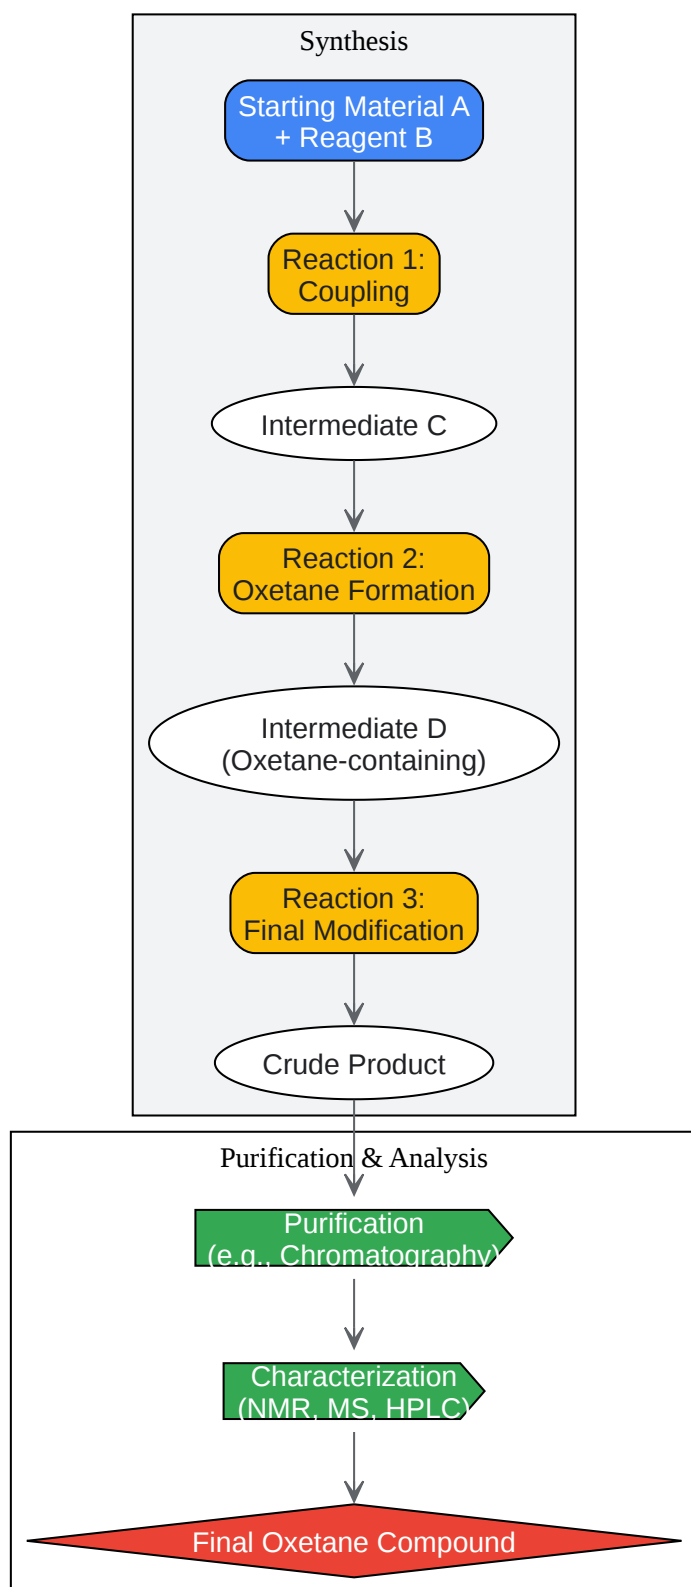 Synthesis
Starting Material A
+ Reagent B
Reaction 1:
Coupling
Intermediate C
Reaction 2:
Oxetane Formation
Intermediate D
(Oxetane-containing)
Reaction 3:
Final Modification
Crude Product
Purification & Analysis
Purification
(e.g., Chromatography)
Characterization
(NMR, MS, HPLC)
Final Oxetane Compound